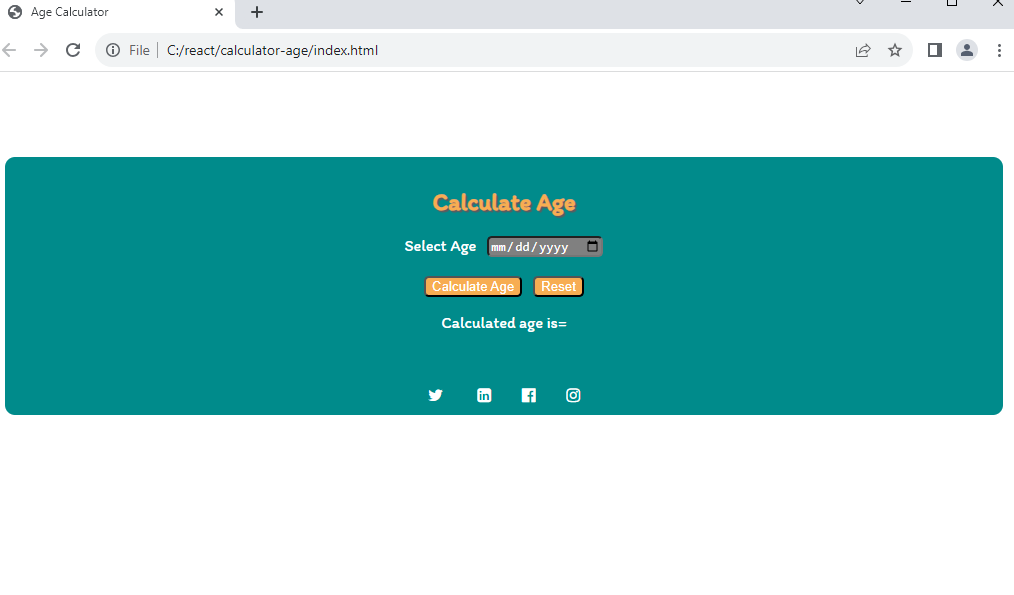 Age Calculator
File C:/react/calculator-age/index.html
Calculate Age
Select Age mm/dd/yyyy
Calculate Age Reset
Calculated age is=
in